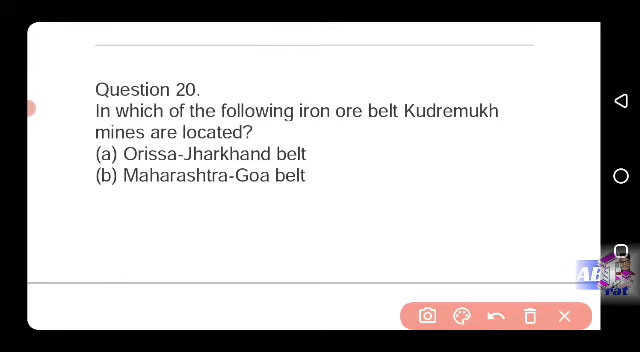 Question 20.
In which of the following iron ore belt Kudremukh
mines are located?
(a) Orissa-Jharkhand belt
(b) Maharashtra-Goa belt